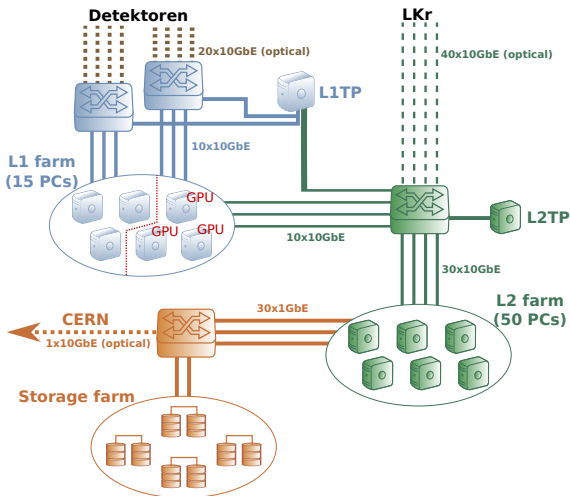 Detektoren
LKr
20x10GbE (optical)
40x10GbE (optical)
L1TP
10x10GbE
L1 farm
(15 PCs)
GPU
GPU
GPU
L2TP
10x10GbE
30x10GbE
L2 farm
(50 PCs)
30x1GbE
CERN
1x10GbE (optical)
Storage farm